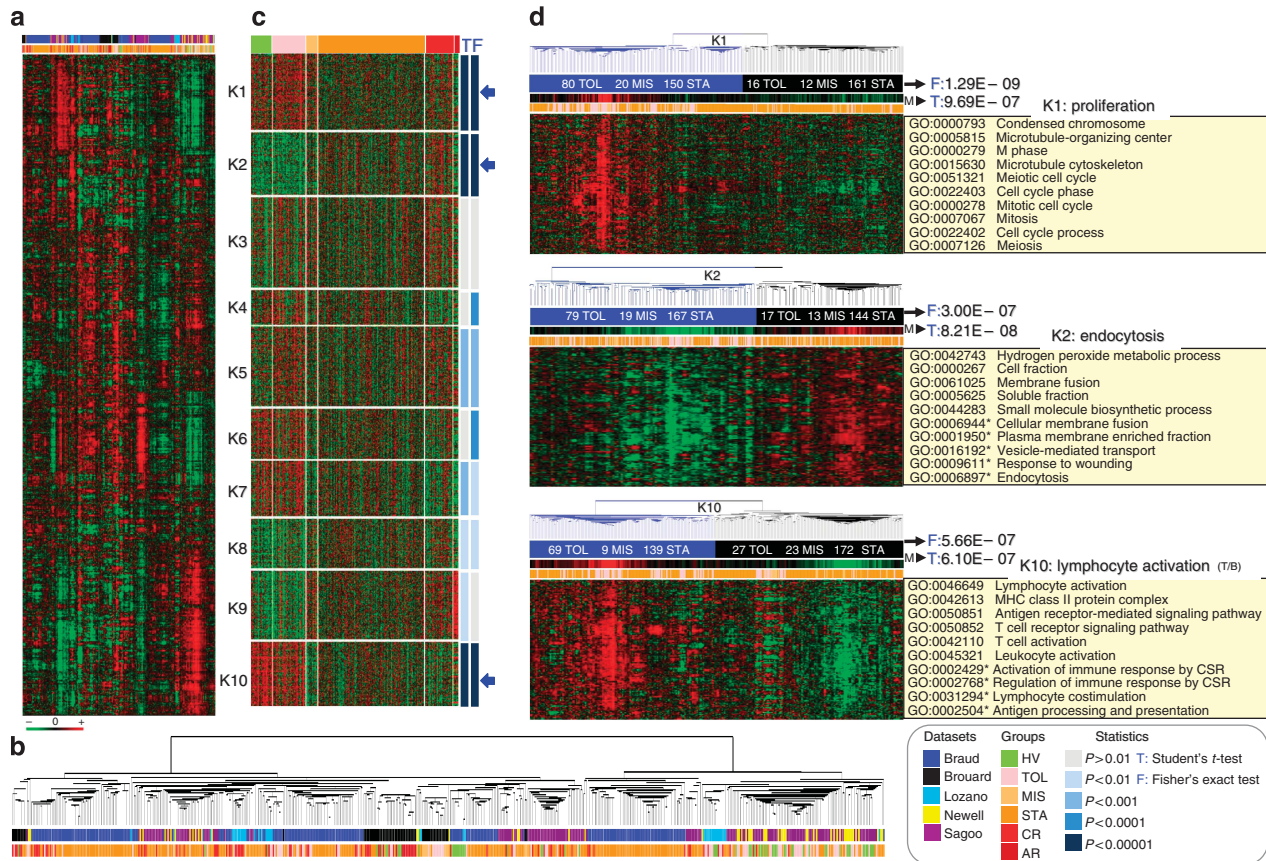 a
c
d
T F
K1
K2
K3
K4
K5
K6
K7
K8
K9
K10
− 0 +
K1
80 TOL 20 MIS 150 STA 16 TOL 12 MIS 161 STA
F:1.29E− 09
M T:9.69E− 07
K1: proliferation
GO:0000793 Condensed chromosome
GO:0005815 Microtubule-organizing center
GO:0000279 M phase
GO:0015630 Microtubule cytoskeleton
GO:0051321 Meiotic cell cycle
GO:0022403 Cell cycle phase
GO:0000278 Mitotic cell cycle
GO:0007067 Mitosis
GO:0022402 Cell cycle process
GO:0007126 Meiosis
K2
79 TOL 19 MIS 167 STA 17 TOL 13 MIS 144 STA
F:3.00E− 07
M T:8.21E− 08
K2: endocytosis
GO:0042743 Hydrogen peroxide metabolic process
GO:0000267 Cell fraction
GO:0061025 Membrane fusion
GO:0005625 Soluble fraction
GO:0044283 Small molecule biosynthetic process
GO:0006944* Cellular membrane fusion
GO:0001950* Plasma membrane enriched fraction
GO:0016192* Vesicle-mediated transport
GO:0009611* Response to wounding
GO:0006897* Endocytosis
K10
69 TOL 9 MIS 139 STA 27 TOL 23 MIS 172 STA
F:5.66E− 07
M T:6.10E− 07
K10: lymphocyte activation (T/B)
GO:0046649 Lymphocyte activation
GO:0042613 MHC class II protein complex
GO:0050851 Antigen receptor-mediated signaling pathway
GO:0050852 T cell receptor signaling pathway
GO:0042110 T cell activation
GO:0045321 Leukocyte activation
GO:0002429* Activation of immune response by CSR
GO:0002768* Regulation of immune response by CSR
GO:0031294* Lymphocyte costimulation
GO:0002504* Antigen processing and presentation
b
Datasets
Braud
Brouard
Lozano
Newell
Sagoo
Groups
HV
TOL
MIS
STA
CR
AR
Statistics
P>0.01 T: Student's t-test
P<0.01 F: Fisher's exact test
P<0.001
P<0.0001
P<0.00001